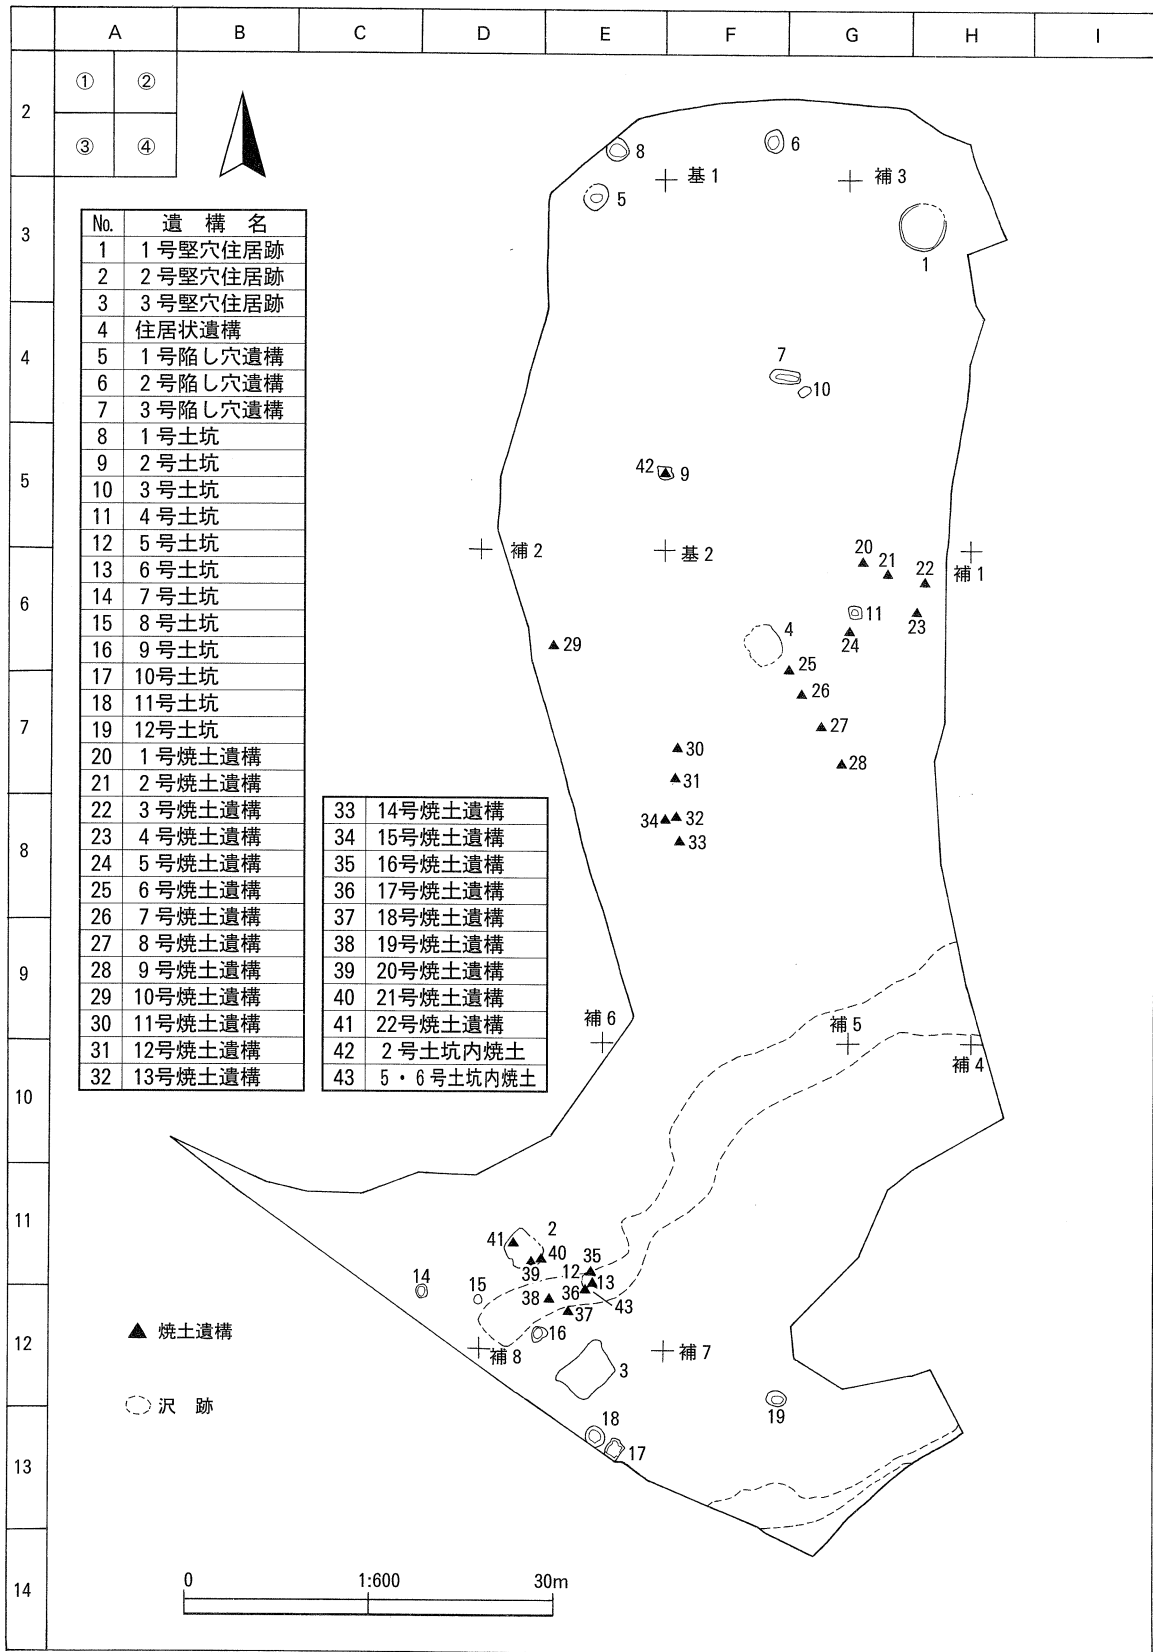 A B C D E F G H I
2
3
4
5
6
7
8
9
10
11
12
13
14
① ②
③ ④
No. 遺構名
1 1号竪穴住居跡
2 2号竪穴住居跡
3 3号竪穴住居跡
4 住居状遺構
5 1号陥し穴遺構
6 2号陥し穴遺構
7 3号陥し穴遺構
8 1号土坑
9 2号土坑
10 3号土坑
11 4号土坑
12 5号土坑
13 6号土坑
14 7号土坑
15 8号土坑
16 9号土坑
17 10号土坑
18 11号土坑
19 12号土坑
20 1号焼土遺構
21 2号焼土遺構
22 3号焼土遺構
23 4号焼土遺構
24 5号焼土遺構
25 6号焼土遺構
26 7号焼土遺構
27 8号焼土遺構
28 9号焼土遺構
29 10号焼土遺構
30 11号焼土遺構
31 12号焼土遺構
32 13号焼土遺構
33 14号焼土遺構
34 15号焼土遺構
35 16号焼土遺構
36 17号焼土遺構
37 18号焼土遺構
38 19号焼土遺構
39 20号焼土遺構
40 21号焼土遺構
41 22号焼土遺構
42 2号土坑内焼土
43 5・6号土坑内焼土
8
6
基1
補3
5
1
7
10
42
9
補2
基2
補1
20
21
22
11
23
24
4
29
25
26
27
30
28
31
34
32
33
補6
補5
補4
2
41
40
39
35
12
13
14
15
38
36
43
37
16
補8
補7
3
19
18
17
▲ 焼土遺構
沢跡
0 1:600 30m